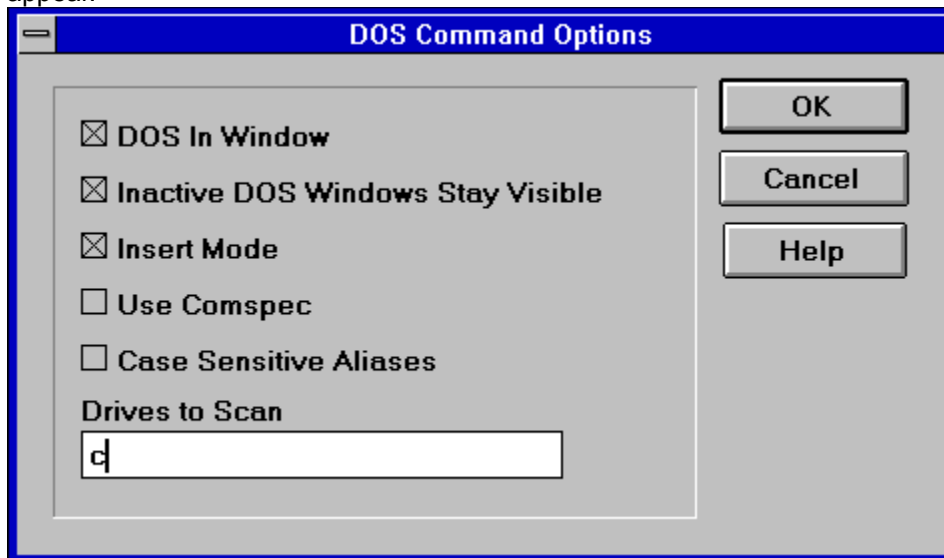 DOS Command Options
DOS In Window
Inactive DOS Windows Stay Visible
Insert Mode
Use Comspec
Case Sensitive Aliases
Drives to Scan
c
OK
Cancel
Help